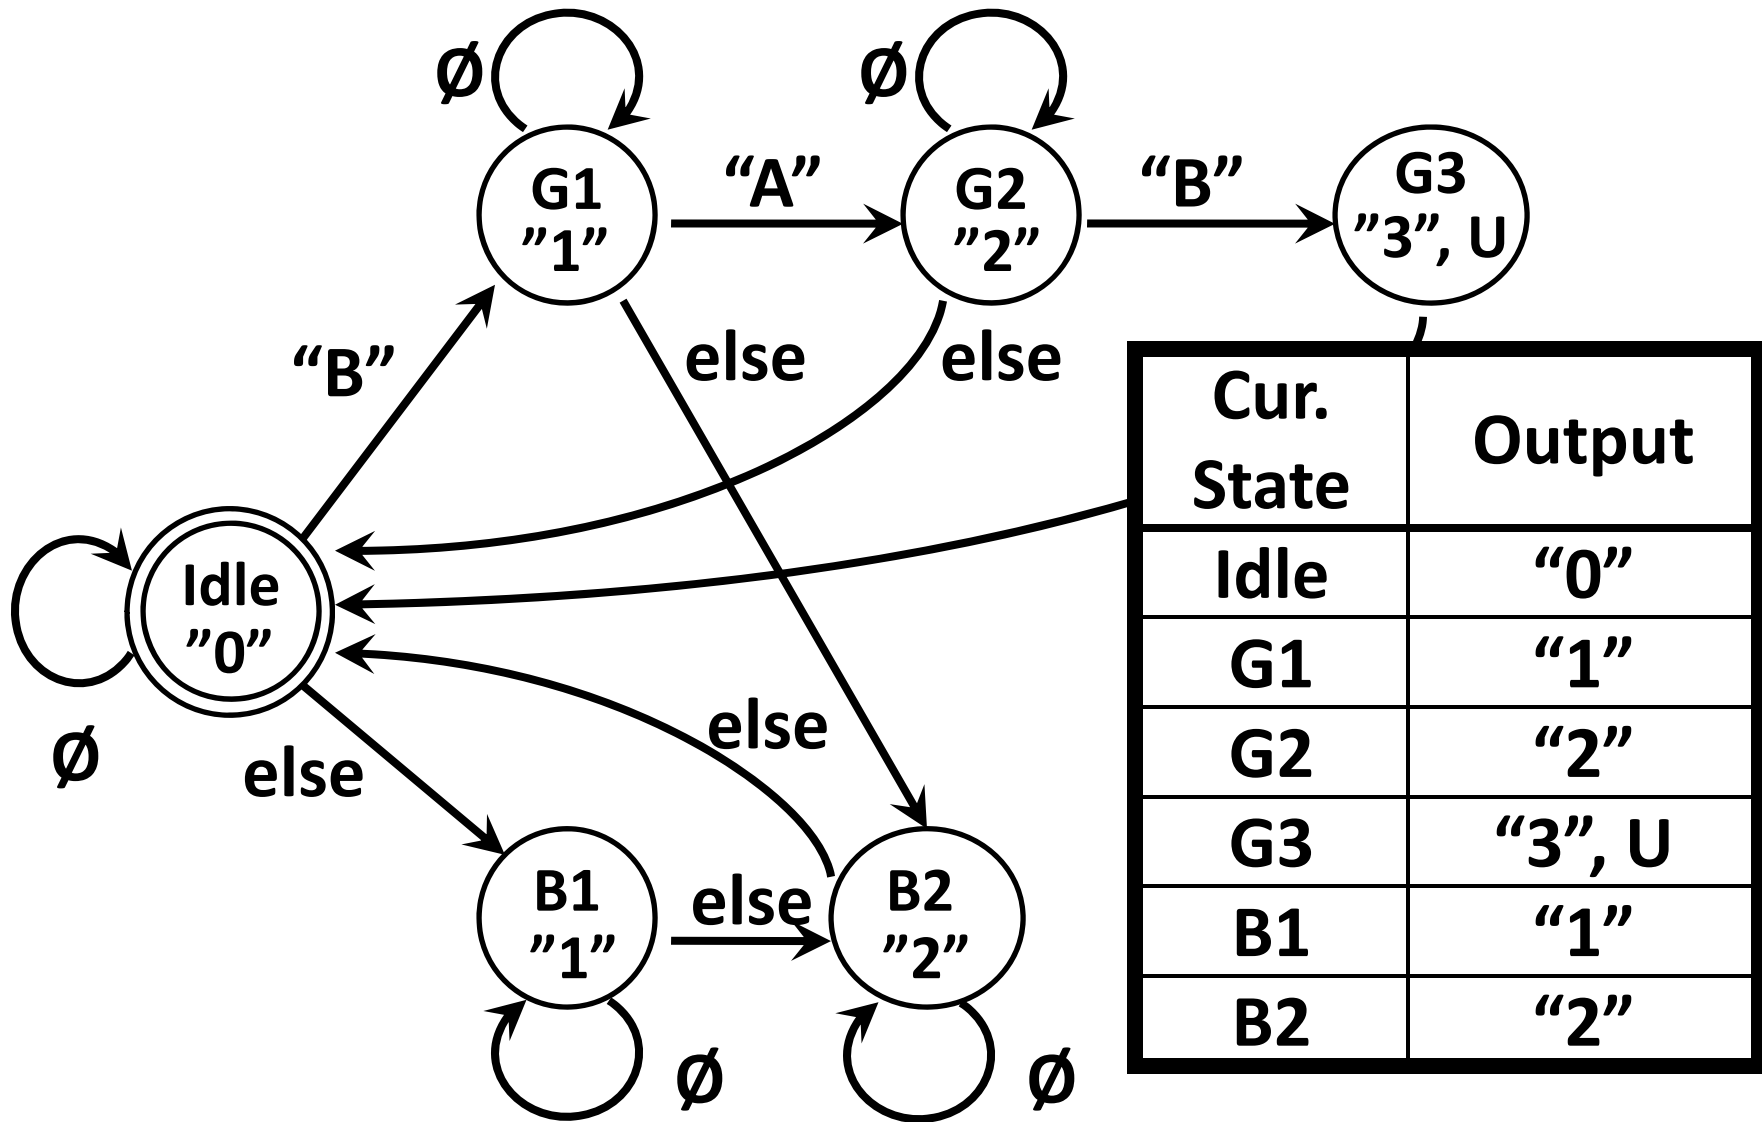 Ø
Ø
G1
”1”
“A”
G2
”2”
“B”
G3
”3”, U
“B”
else
else
Idle
”0”
Ø
else
else
B1
”1”
else
B2
”2”
Ø
Ø
Cur.
State
Output
Idle “0”
G1 “1”
G2 “2”
G3 “3”, U
B1 “1”
B2 “2”